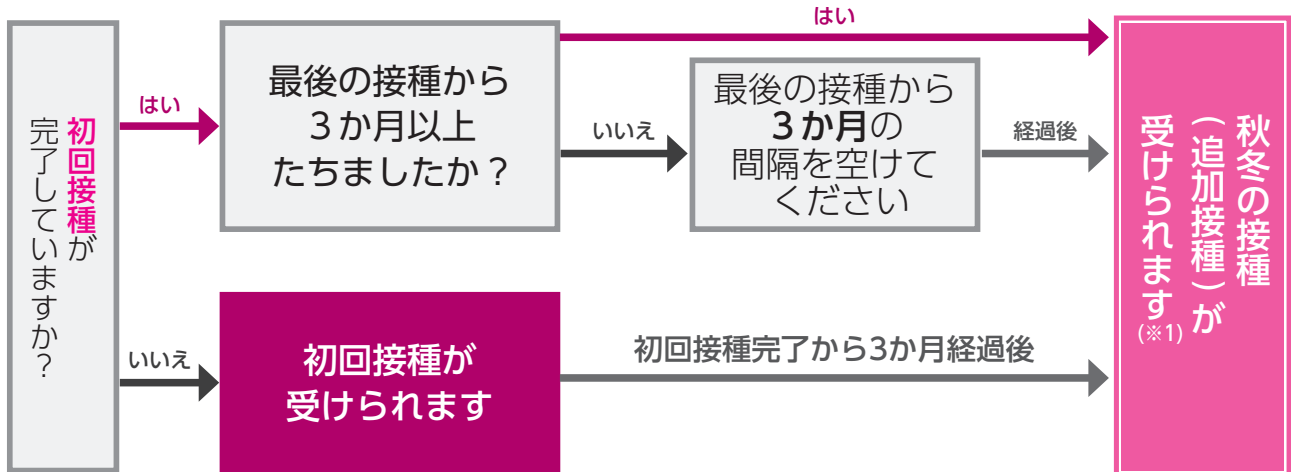 初回接種が
完了していますか？
はい
最後の接種から
３か月以上
たちましたか？
はい
いいえ
最後の接種から
３か月の
間隔を空けて
ください
経過後
いいえ
初回接種が
受けられます
初回接種完了から3か月経過後
秋冬の接種
（追加接種）が
受けられます(※1)